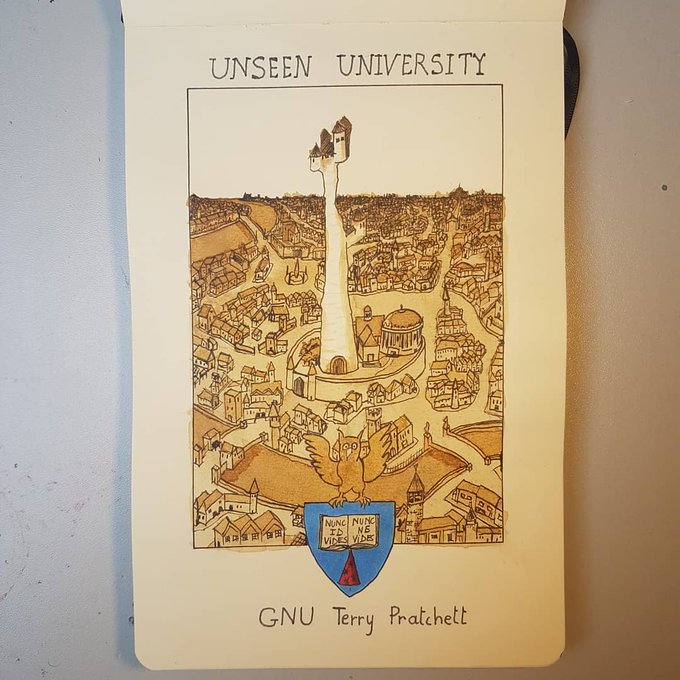 UNSEEN UNIVERSITY
NUNC NUNC
ID NE
VIDES VIDES
GNU Terry Pratchett